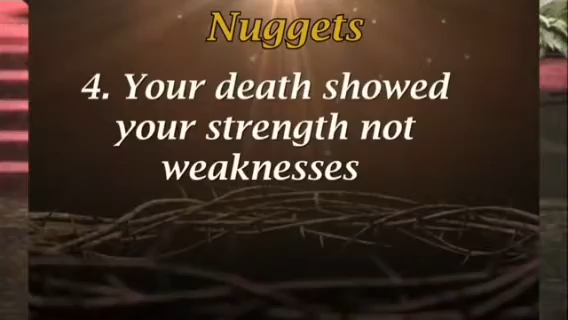 Nuggets
4. Your death showed
your strength not
weaknesses